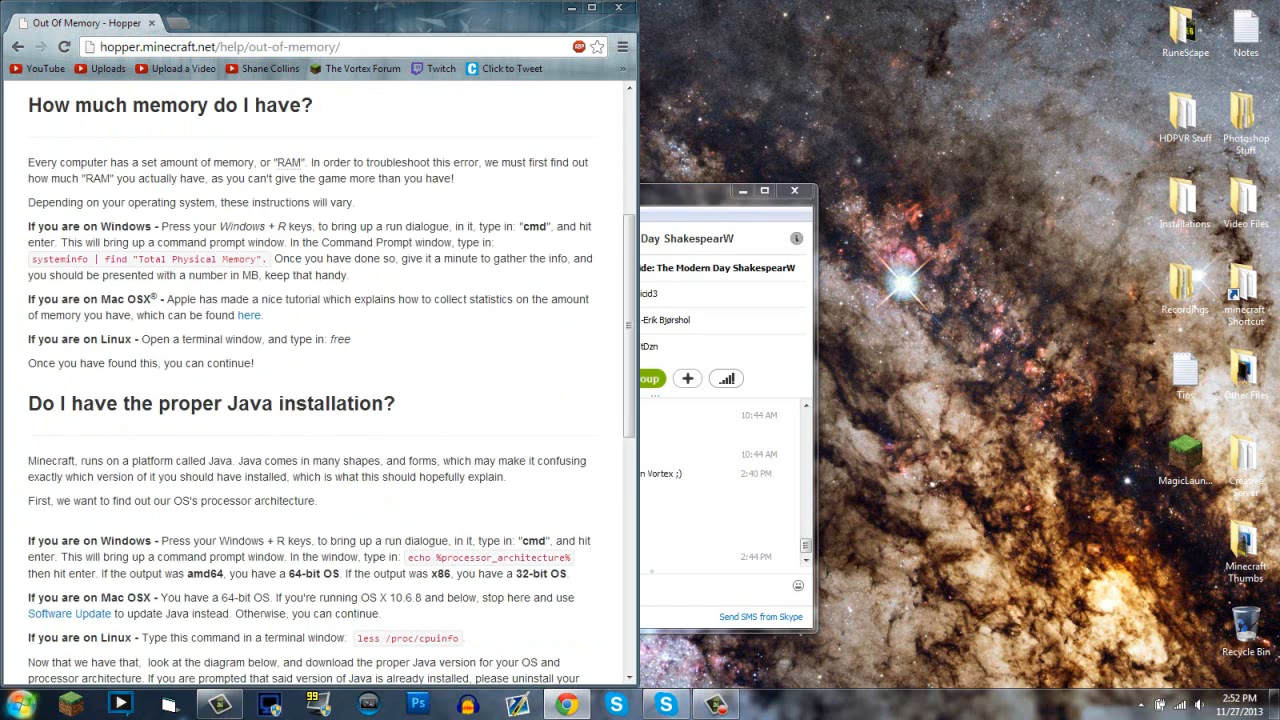 Out Of Memory - Hopper
hopper.minecraft.net/help/out-of-memory/
ABP
YouTube
Uploads
Upload a Video
Shane Collins
The Vortex Forum
Twitch
Click to Tweet
»
How much memory do I have?
Every computer has a set amount of memory, or "RAM". In order to troubleshoot this error, we must first find out
how much "RAM" you actually have, as you can't give the game more than you have!
Depending on your operating system, these instructions will vary.
If you are on Windows - Press your Windows + R keys, to bring up a run dialogue, in it, type in: "cmd", and hit
enter. This will bring up a command prompt window. In the Command Prompt window, type in:
systeminfo | find "Total Physical Memory". Once you have done so, give it a minute to gather the info, and
you should be presented with a number in MB, keep that handy.
If you are on Mac OSX® - Apple has made a nice tutorial which explains how to collect statistics on the amount
of memory you have, which can be found here.
If you are on Linux - Open a terminal window, and type in: free
Once you have found this, you can continue!
Do I have the proper Java installation?
Minecraft, runs on a platform called Java. Java comes in many shapes, and forms, which may make it confusing
exactly which version of it you should have installed, which is what this should hopefully explain.
First, we want to find out our OS's processor architecture.
If you are on Windows - Press your Windows + R keys, to bring up a run dialogue, in it, type in: "cmd", and hit
enter. This will bring up a command prompt window. In the window, type in: echo %processor_architecture%
then hit enter. If the output was amd64, you have a 64-bit OS. If the output was x86, you have a 32-bit OS.
If you are on Mac OSX - You have a 64-bit OS. If you're running OS X 10.6.8 and below, stop here and use
Software Update to update Java instead. Otherwise, you can continue.
If you are on Linux - Type this command in a terminal window: less /proc/cpuinfo.
Now that we have that, look at the diagram below, and download the proper Java version for your OS and
processor architecture. If you are prompted that said version of Java is already installed, please uninstall your
Day ShakespearW
de: The Modern Day ShakespearW
icid3
-Erik Bjørshol
tDzn
oup
10:44 AM
10:44 AM
n Vortex ;)
2:40 PM
2:44 PM
Send SMS from Skype
RuneScape
Notes
HDPVR Stuff
Photoshop
Stuff
Installations
Video Files
Recordings
.minecraft
Shortcut
Tips
Other Files
MagicLaun...
Creative
Server
Minecraft
Thumbs
Recycle Bin
99
Ps
2:52 PM
11/27/2013